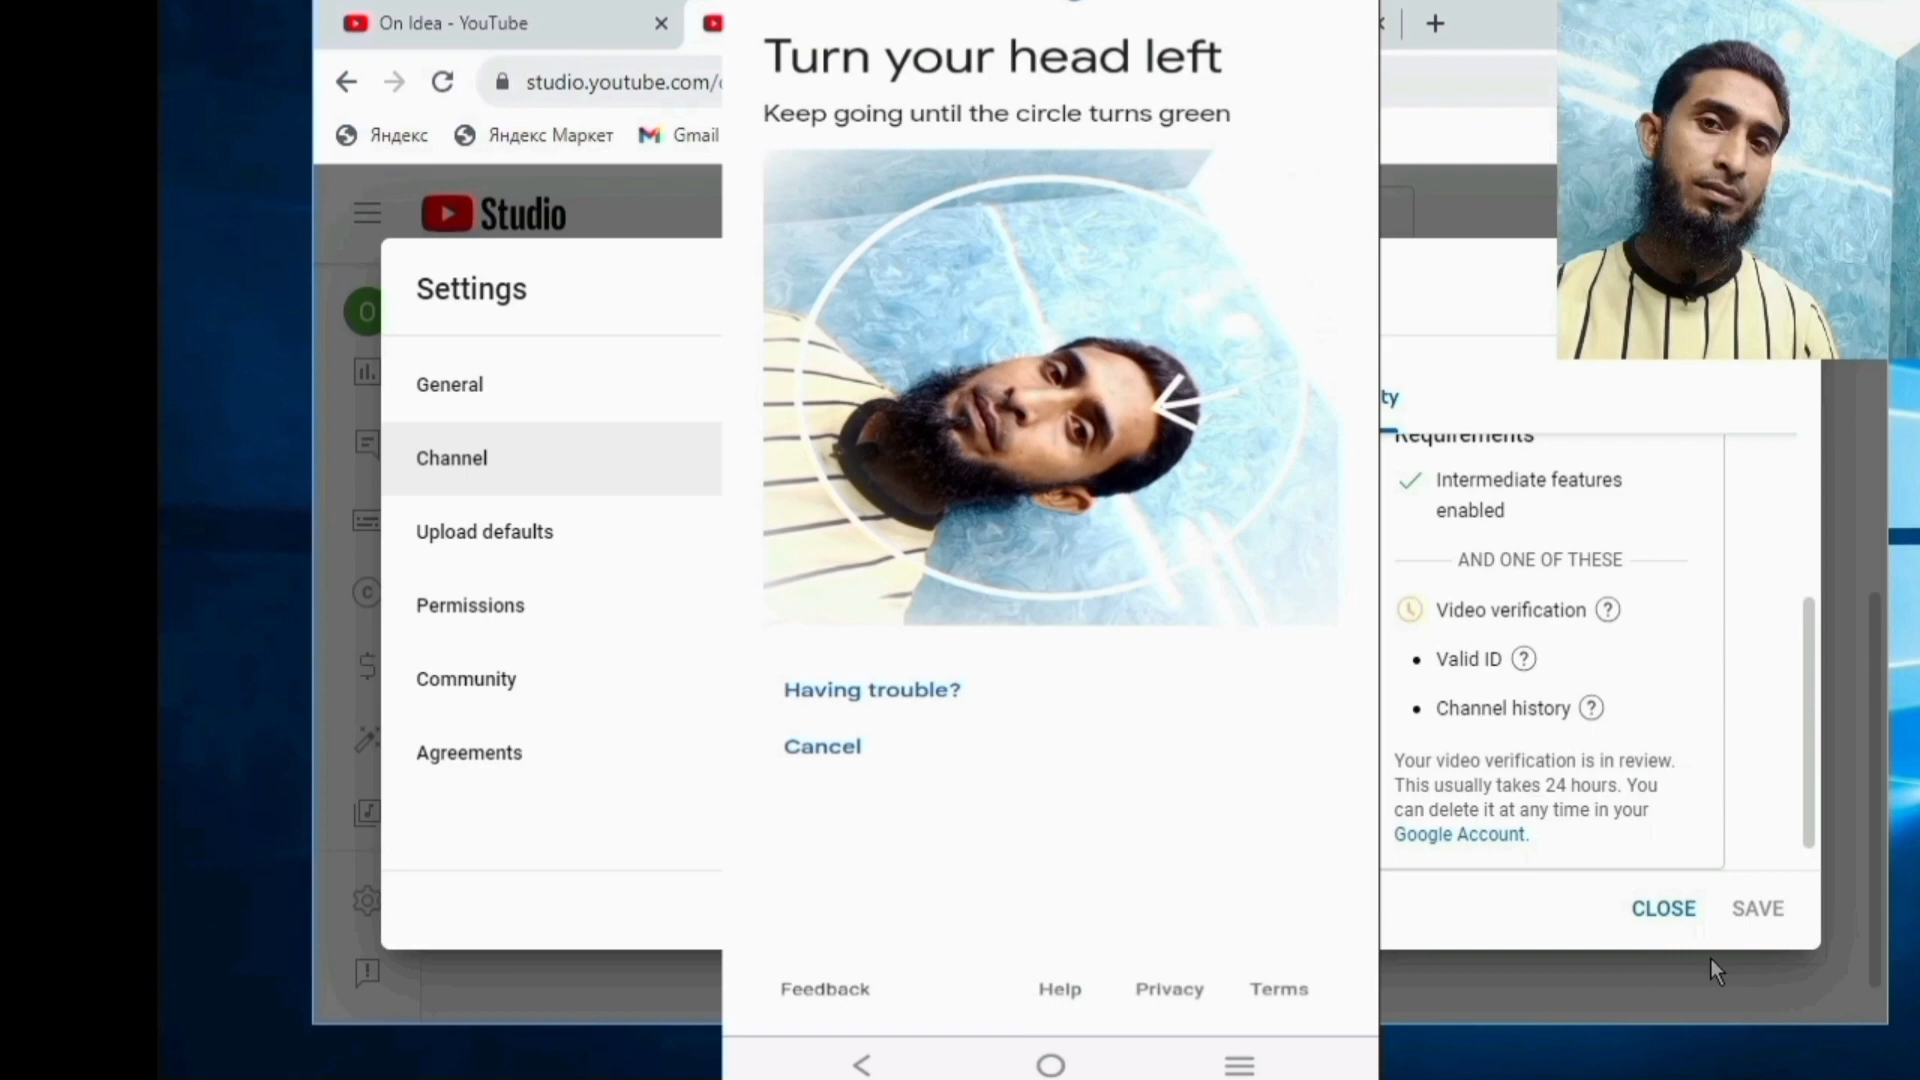 On Idea - YouTube
studio.youtube.com/
Яндекс
Яндекс Маркет
Gmail
Studio
O
Settings
General
Channel
Upload defaults
Permissions
Community
Agreements
Turn your head left
Keep going until the circle turns green
Having trouble?
Cancel
Feedback
Help
Privacy
Terms
ty
Requirements
Intermediate features
enabled
AND ONE OF THESE
Video verification
Valid ID
Channel history
Your video verification is in review.
This usually takes 24 hours. You
can delete it at any time in your
Google Account.
CLOSE
SAVE